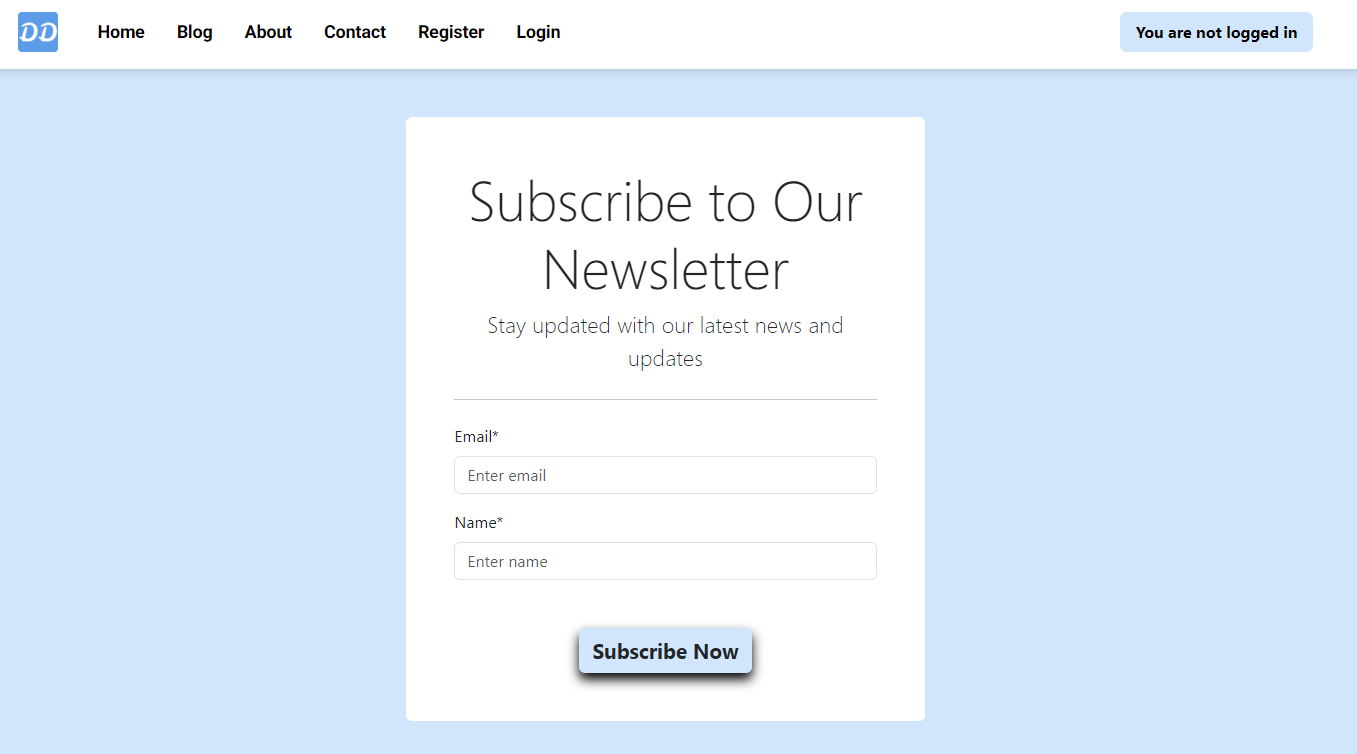 DD Home Blog About Contact Register Login You are not logged in
Subscribe to Our
Newsletter
Stay updated with our latest news and
updates
Email*
Enter email
Name*
Enter name
Subscribe Now